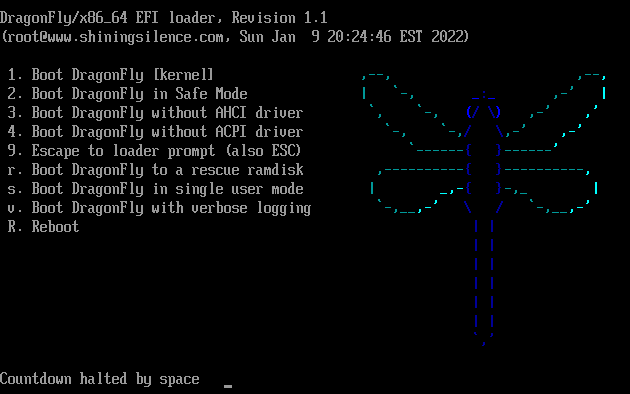 DragonFly/x86_64 EFI loader, Revision 1.1
(root@www.shiningsilence.com, Sun Jan  9 20:24:46 EST 2022)
1. Boot DragonFly [kernel]
2. Boot DragonFly in Safe Mode
3. Boot DragonFly without AHCI driver
4. Boot DragonFly without ACPI driver
9. Escape to loader prompt (also ESC)
r. Boot DragonFly to a rescue ramdisk
s. Boot DragonFly in single user mode
v. Boot DragonFly with verbose logging
R. Reboot
Countdown halted by space